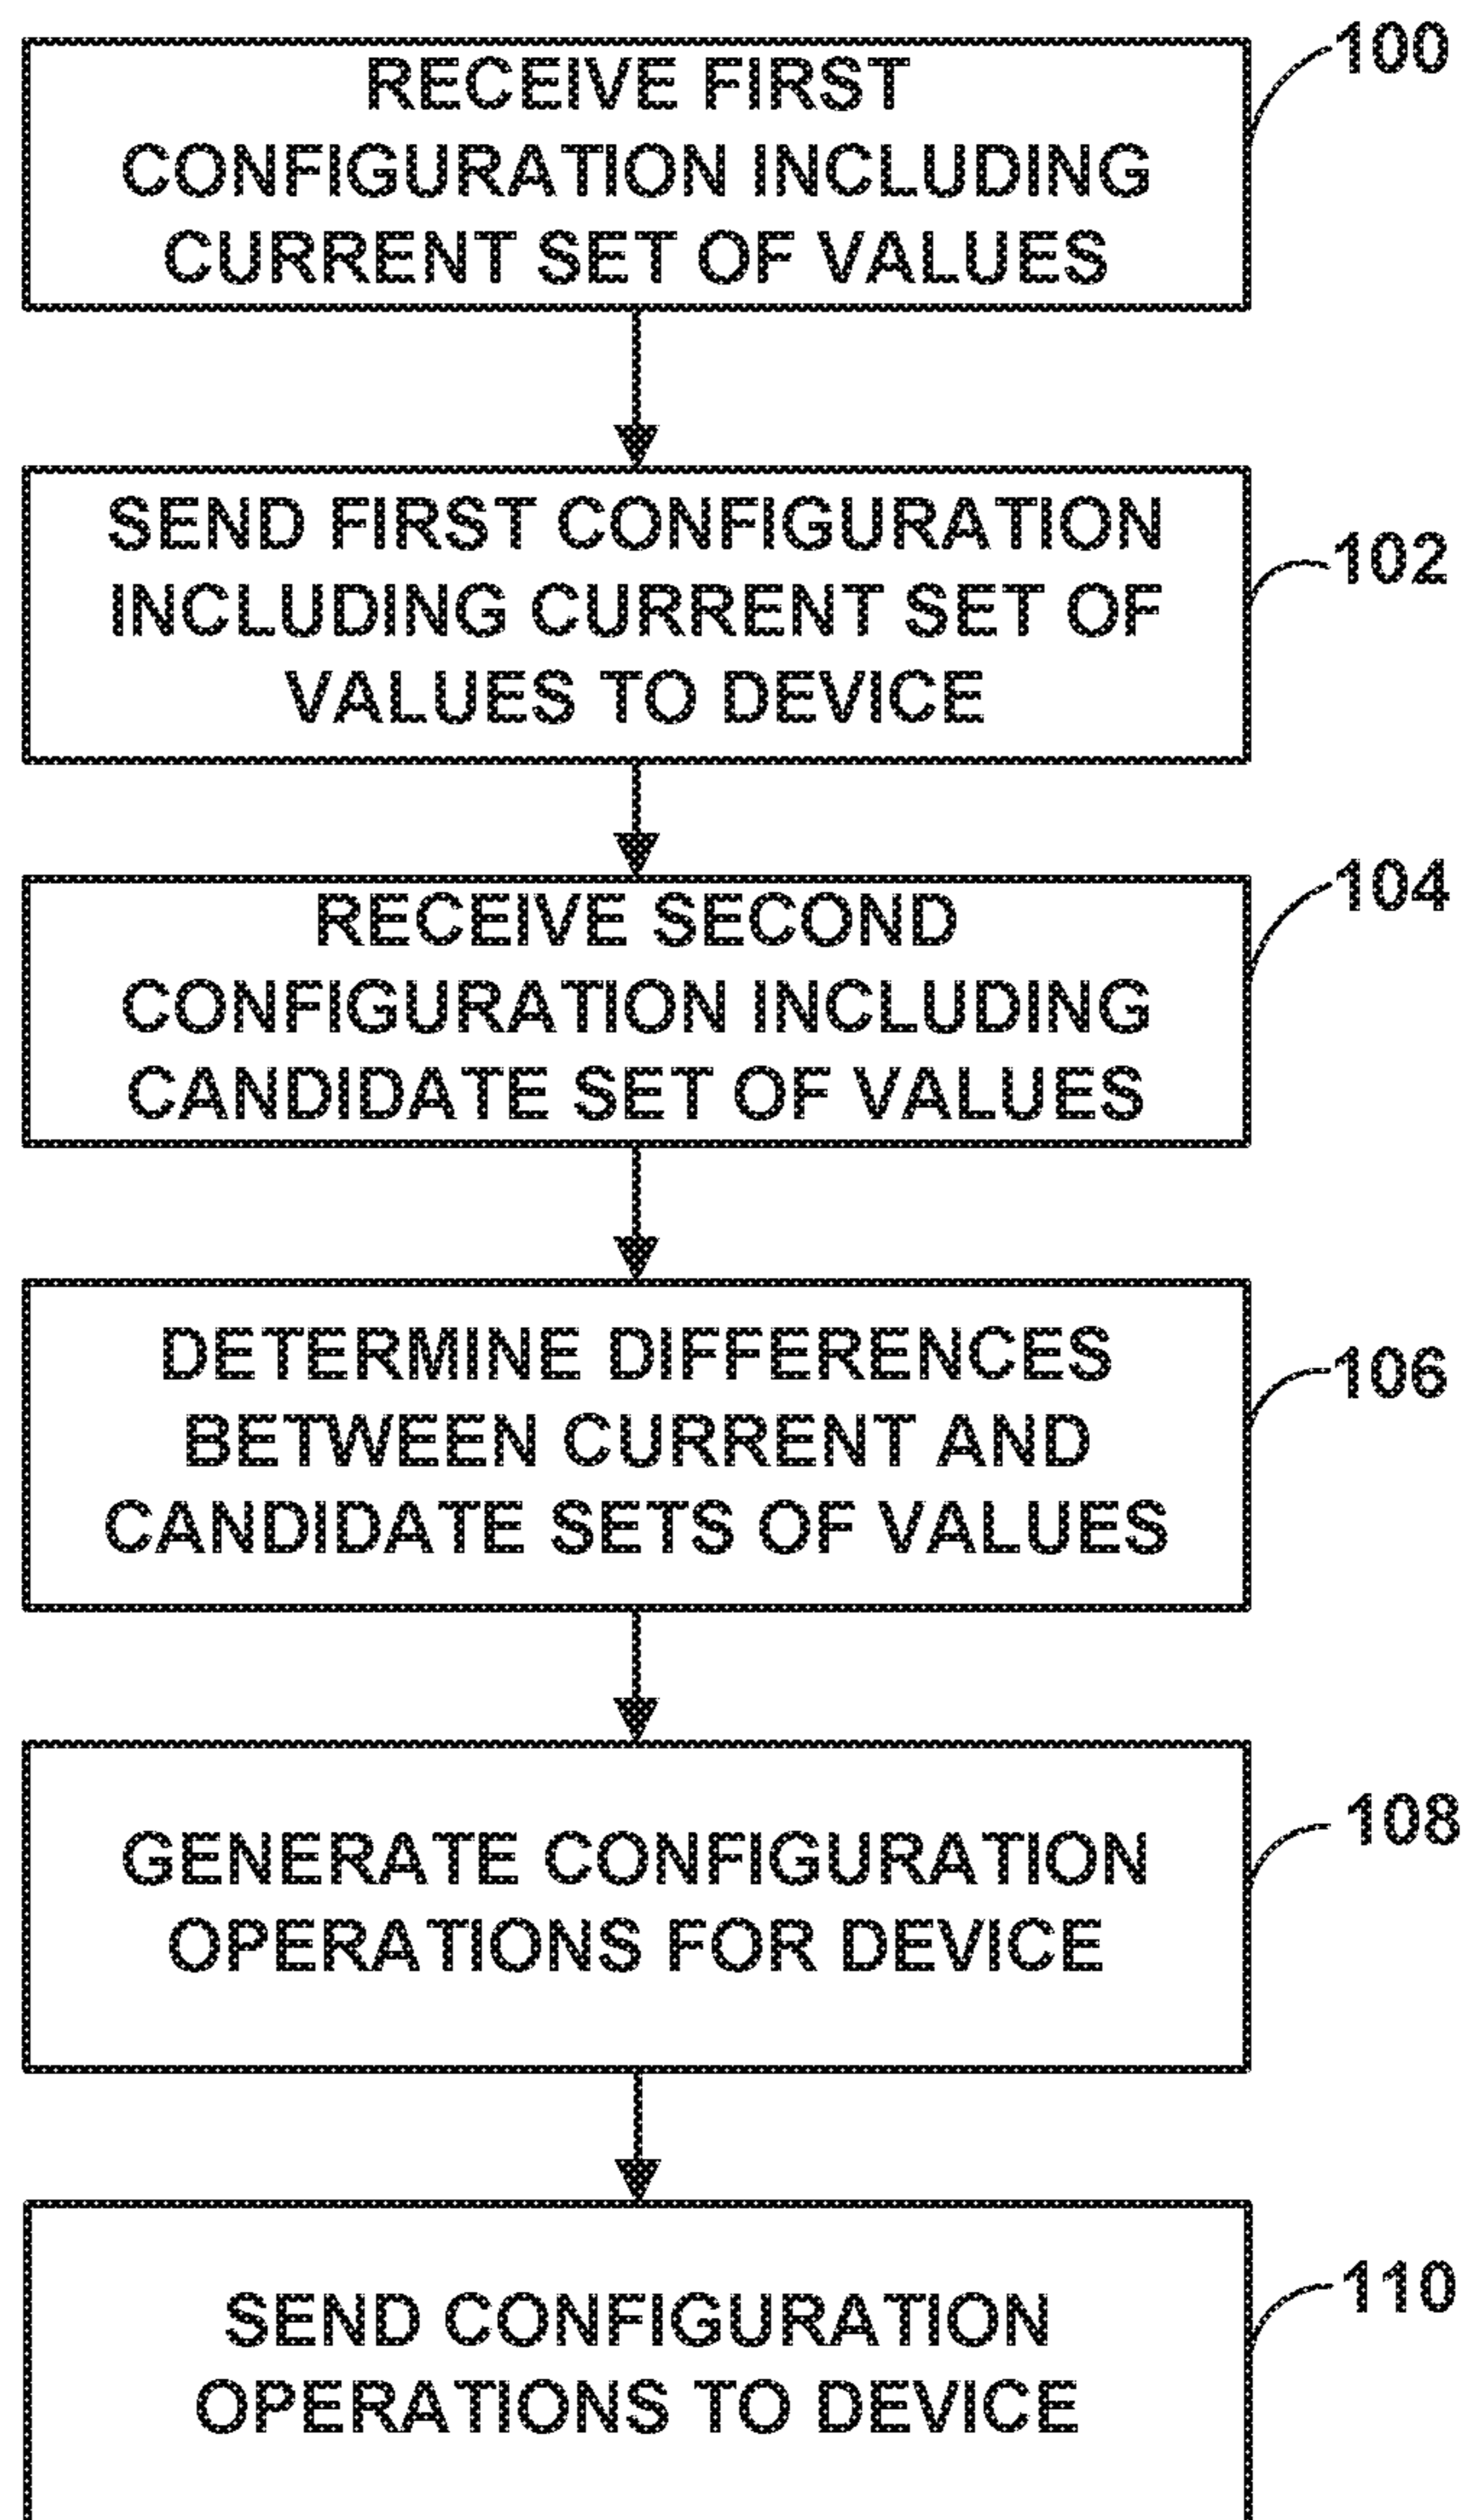 100
RECEIVE FIRST
CONFIGURATION INCLUDING
CURRENT SET OF VALUES
SEND FIRST CONFIGURATION
INCLUDING CURRENT SET OF
VALUES TO DEVICE
102
RECEIVE SECOND
CONFIGURATION INCLUDING
CANDIDATE SET OF VALUES
104
DETERMINE DIFFERENCES
BETWEEN CURRENT AND
CANDIDATE SETS OF VALUES
106
GENERATE CONFIGURATION
OPERATIONS FOR DEVICE
108
SEND CONFIGURATION
OPERATIONS TO DEVICE
110